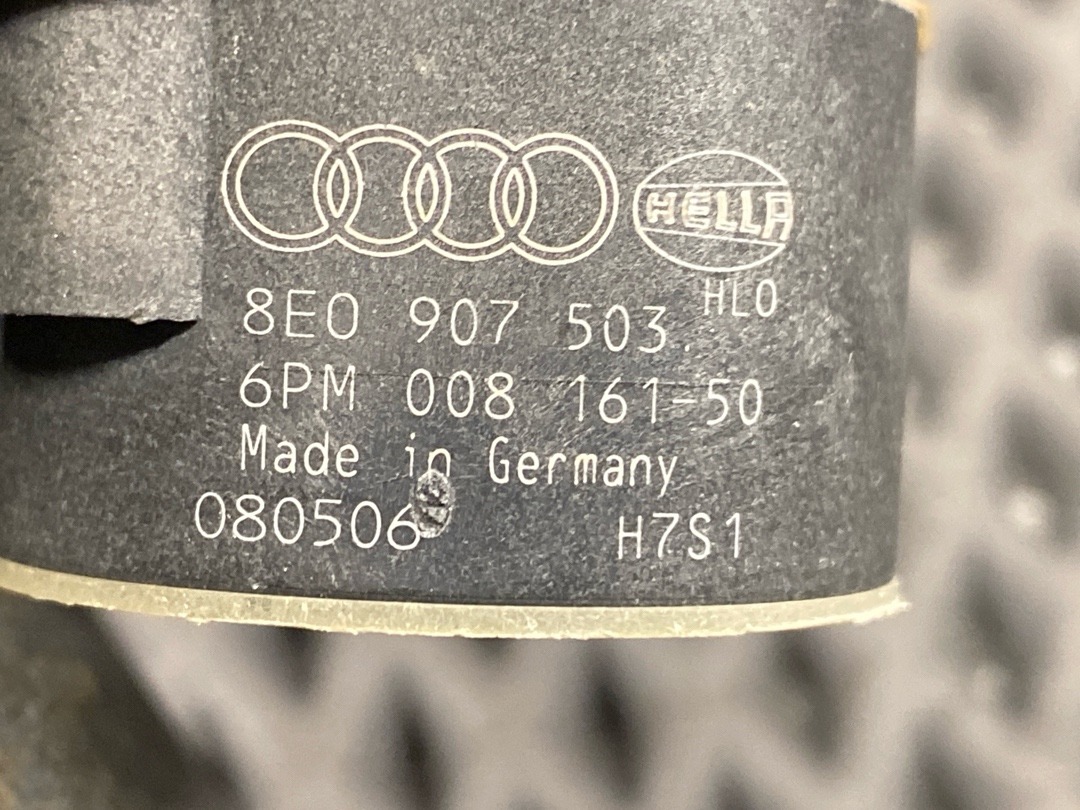 HELLA
HLO
8E0 907 503
6PM 008 161-50
Made in Germany
080506
H7S1